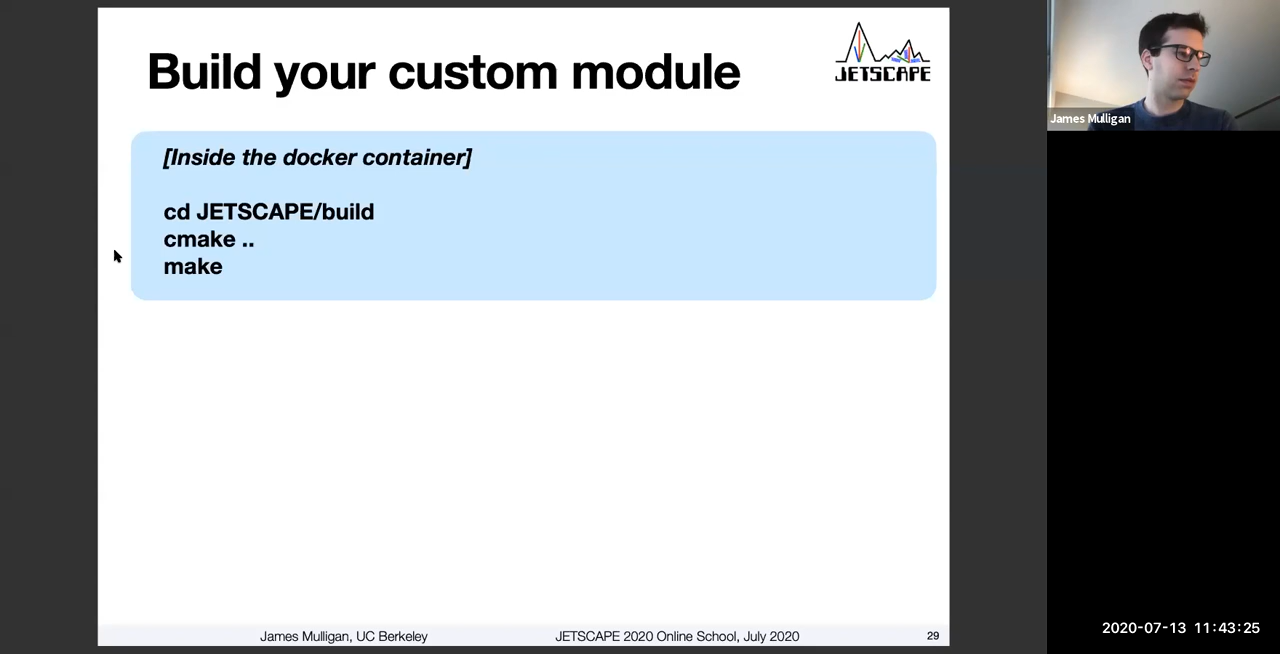 Build your custom module
JETSCAPE
[Inside the docker container]
cd JETSCAPE/build
cmake ..
make
James Mulligan, UC Berkeley
JETSCAPE 2020 Online School, July 2020
29
James Mulligan
2020-07-13 11:43:25